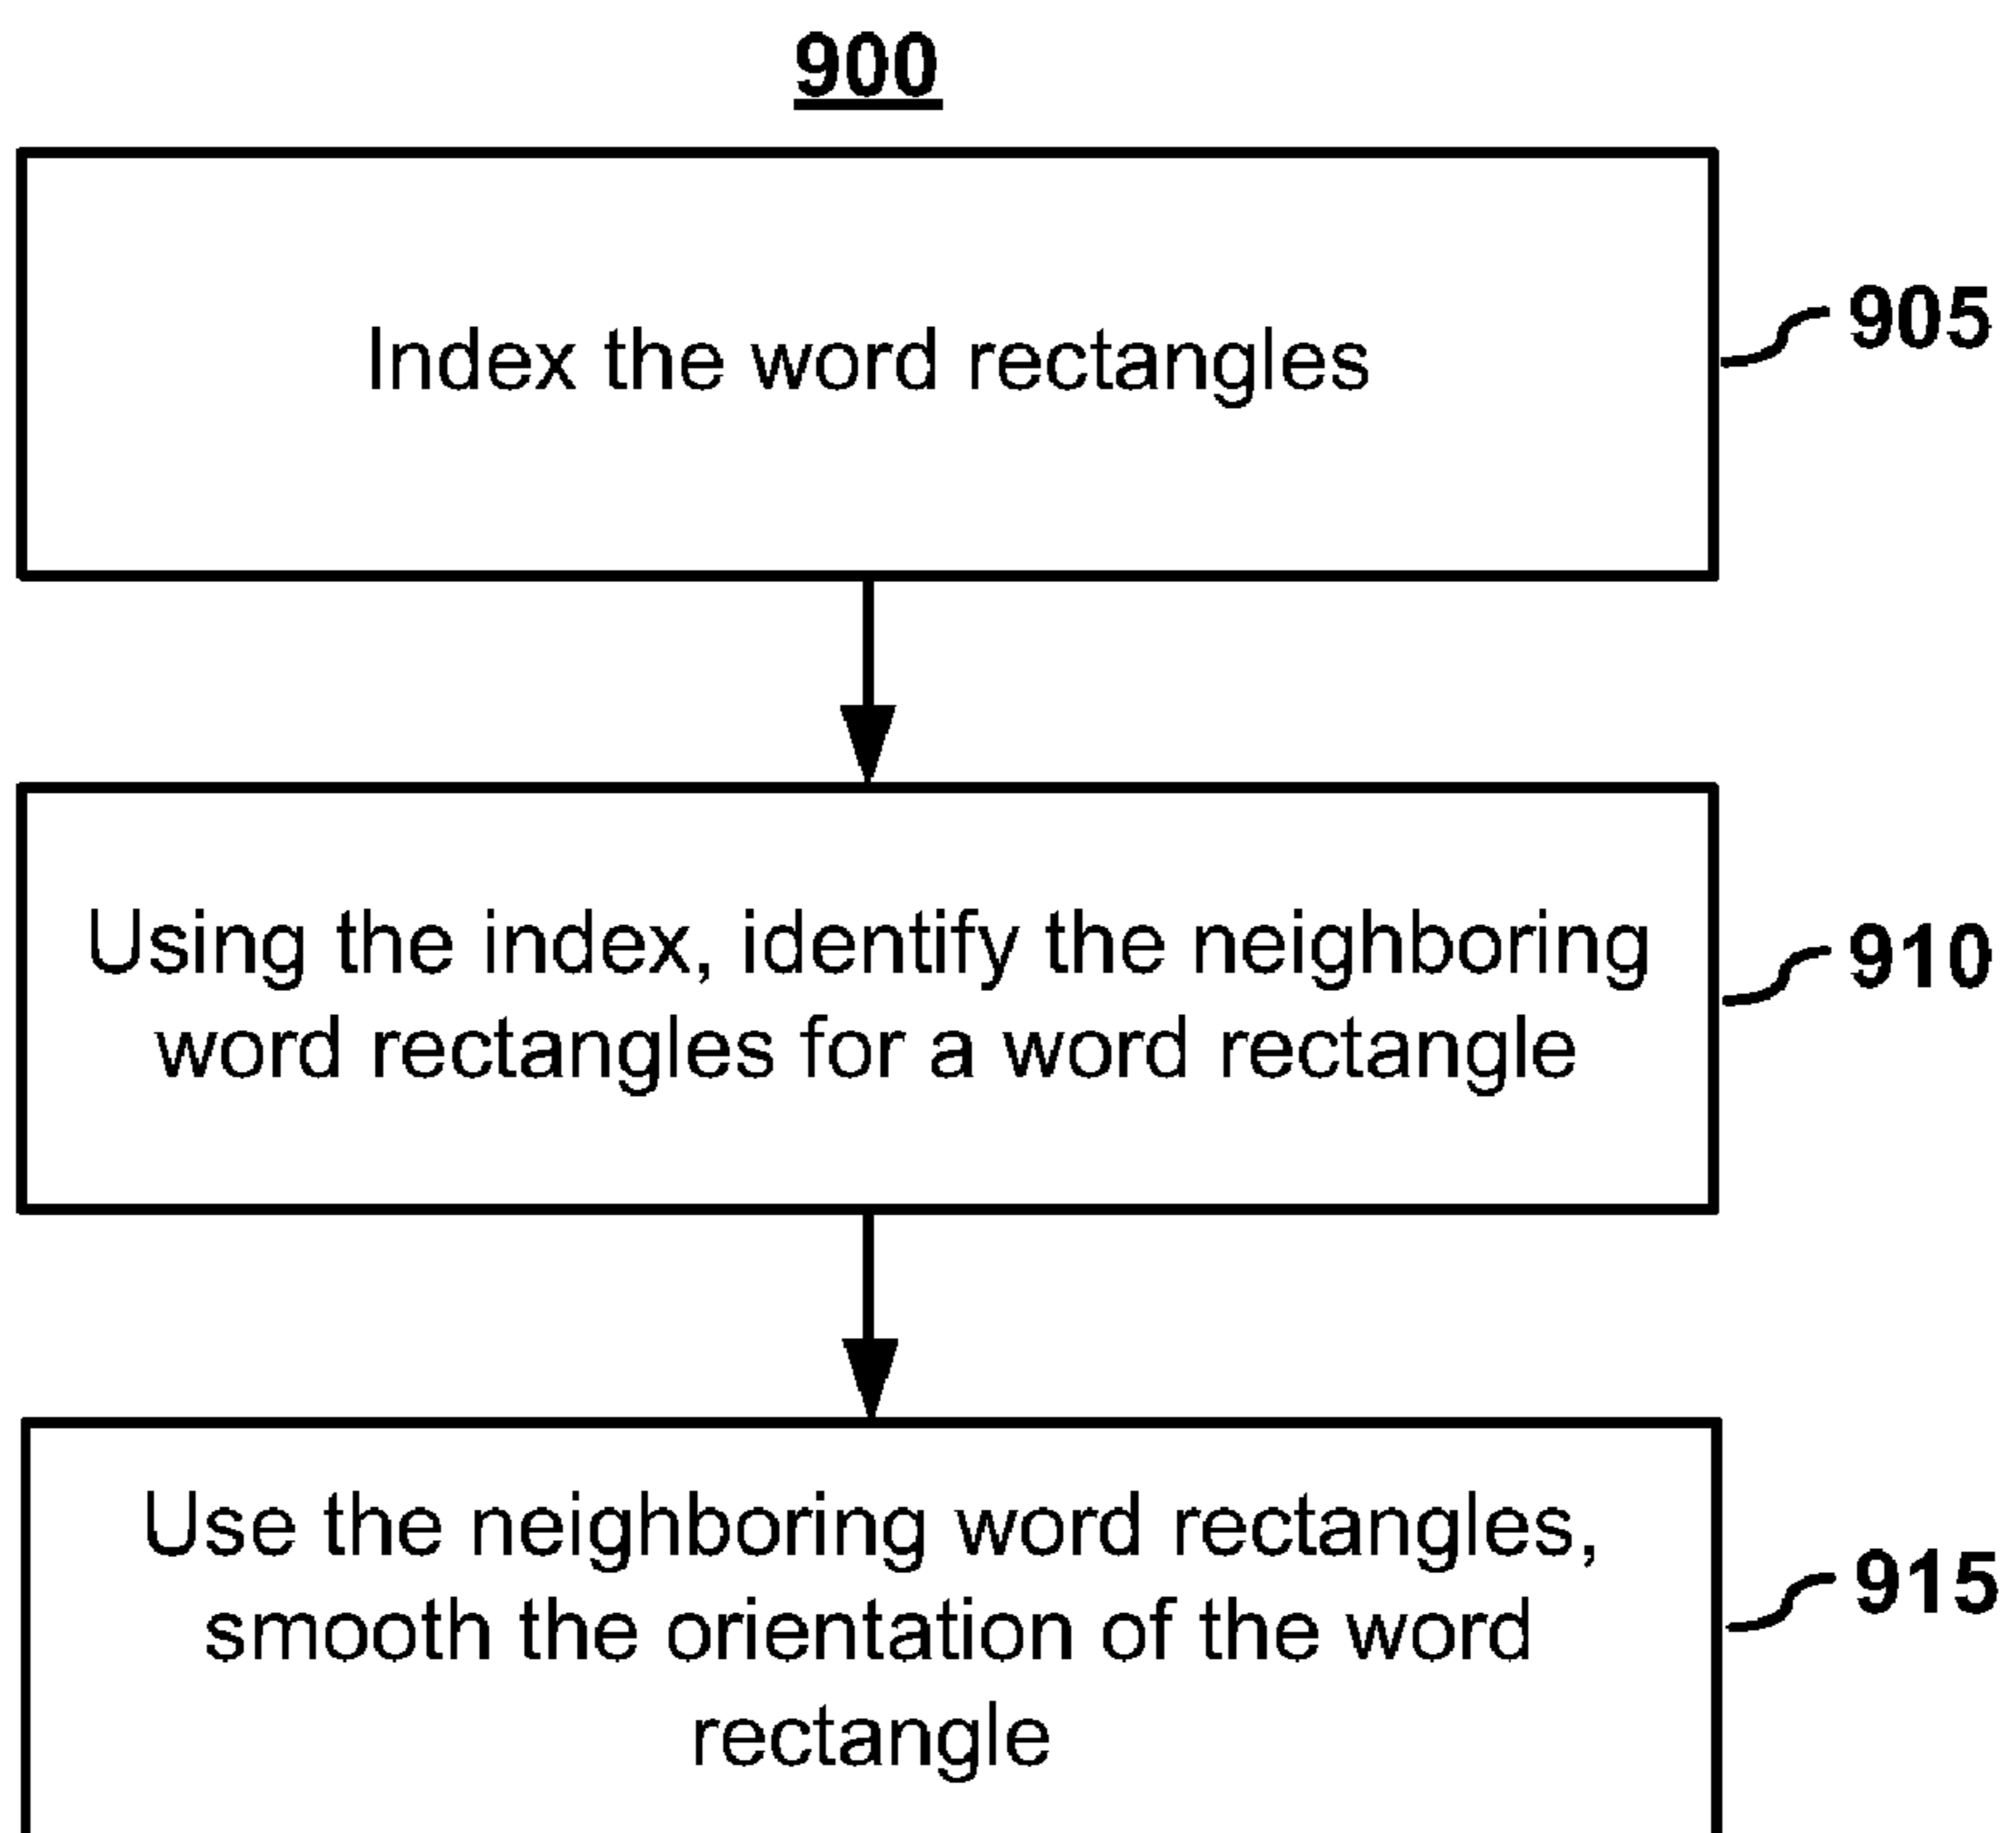 900
Index the word rectangles
905
Using the index, identify the neighboring
word rectangles for a word rectangle
910
Use the neighboring word rectangles,
smooth the orientation of the word
rectangle
915